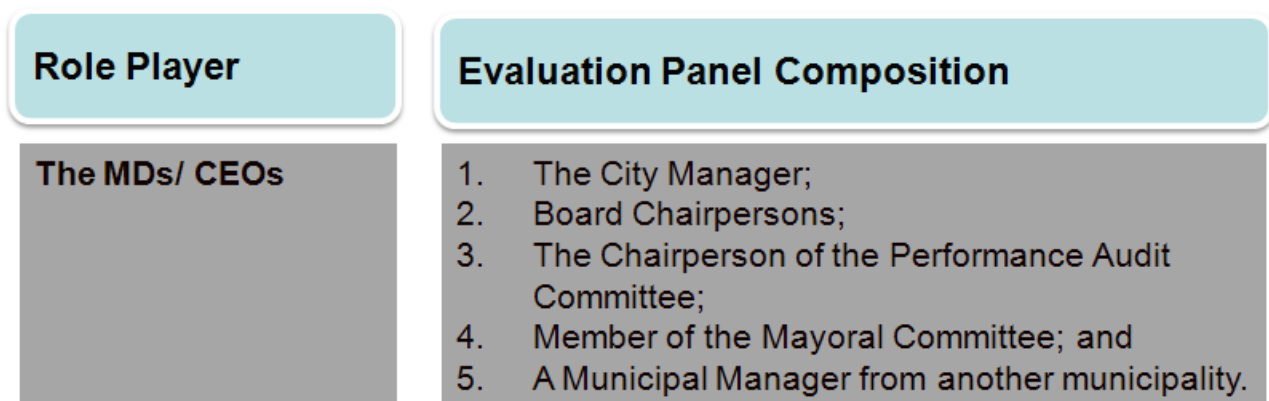 Role Player
Evaluation Panel Composition
The MDs/ CEOs
1. The City Manager;
2. Board Chairpersons;
3. The Chairperson of the Performance Audit
Committee;
4. Member of the Mayoral Committee; and
5. A Municipal Manager from another municipality.